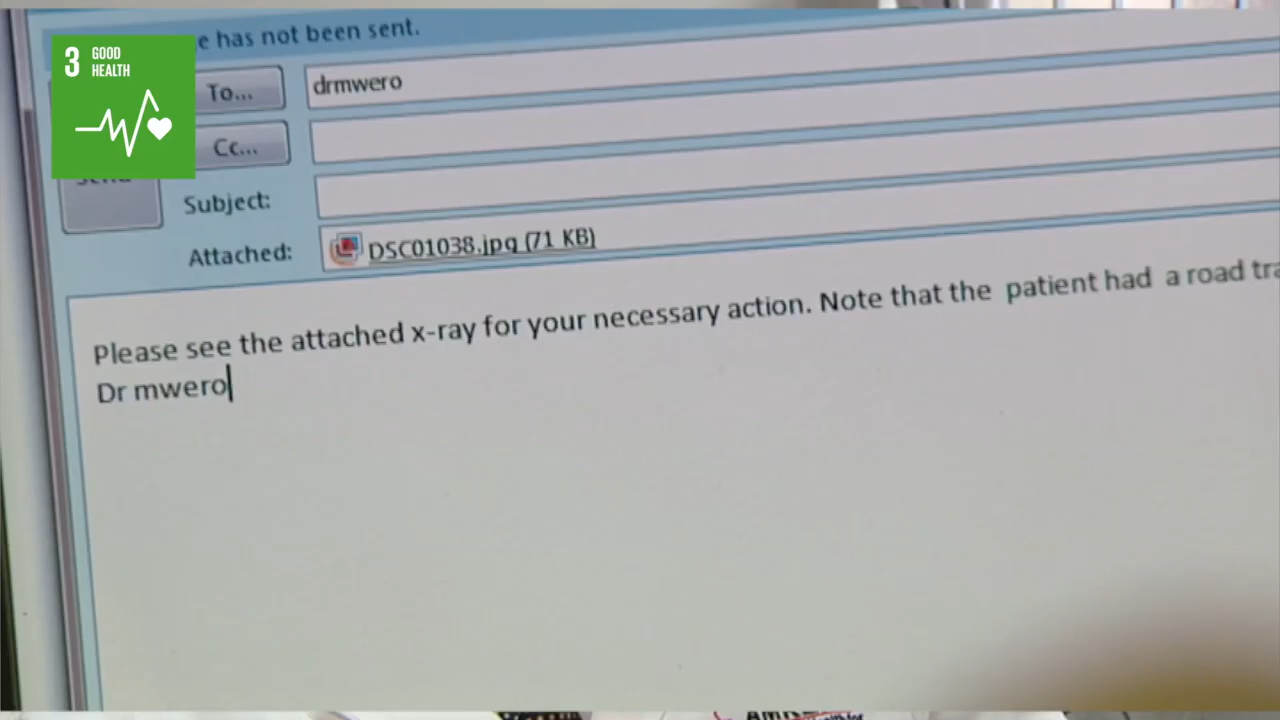 3 GOOD
HEALTH
e has not been sent.
To...
drmwero
Cc...
Send
Subject:
Attached:
DSC01038.jpg (71 KB)
Please see the attached x-ray for your necessary action. Note that the patient had a road tra
Dr mwero